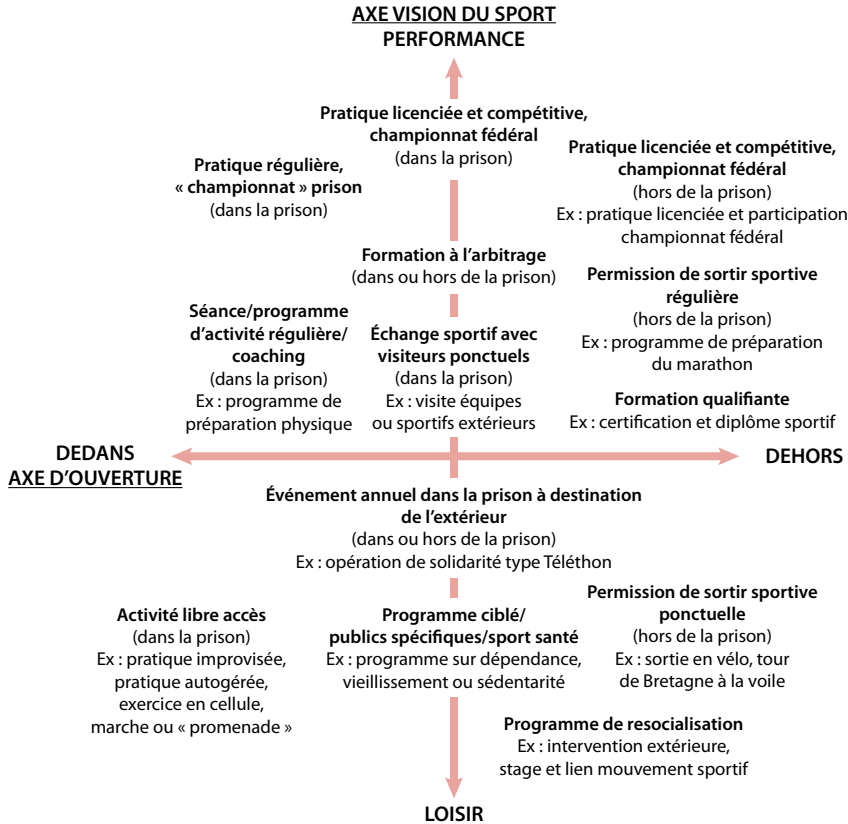 AXE VISION DU SPORT
PERFORMANCE
Pratique licenciée et compétitive,
championnat fédéral
(dans la prison)
Pratique régulière,
« championnat » prison
(dans la prison)
Pratique licenciée et compétitive,
championnat fédéral
(hors de la prison)
Ex : pratique licenciée et participation
championnat fédéral
Formation à l’arbitrage
(dans ou hors de la prison)
Permission de sortir sportive
régulière
(hors de la prison)
Ex : programme de préparation
du marathon
Séance/programme
d’activité régulière/
coaching
(dans la prison)
Ex : programme de
préparation physique
Échange sportif avec
visiteurs ponctuels
(dans la prison)
Ex : visite équipes
ou sportifs extérieurs
Formation qualifiante
Ex : certification et diplôme sportif
DEDANS
AXE D’OUVERTURE
DEHORS
Événement annuel dans la prison à destination
de l’extérieur
(dans ou hors de la prison)
Ex : opération de solidarité type Téléthon
Activité libre accès
(dans la prison)
Ex : pratique improvisée,
pratique autogérée,
exercice en cellule,
marche ou « promenade »
Programme ciblé/
publics spécifiques/sport santé
Ex : programme sur dépendance,
vieillissement ou sédentarité
Permission de sortir sportive
ponctuelle
(hors de la prison)
Ex : sortie en vélo, tour
de Bretagne à la voile
Programme de resocialisation
Ex : intervention extérieure,
stage et lien mouvement sportif
LOISIR